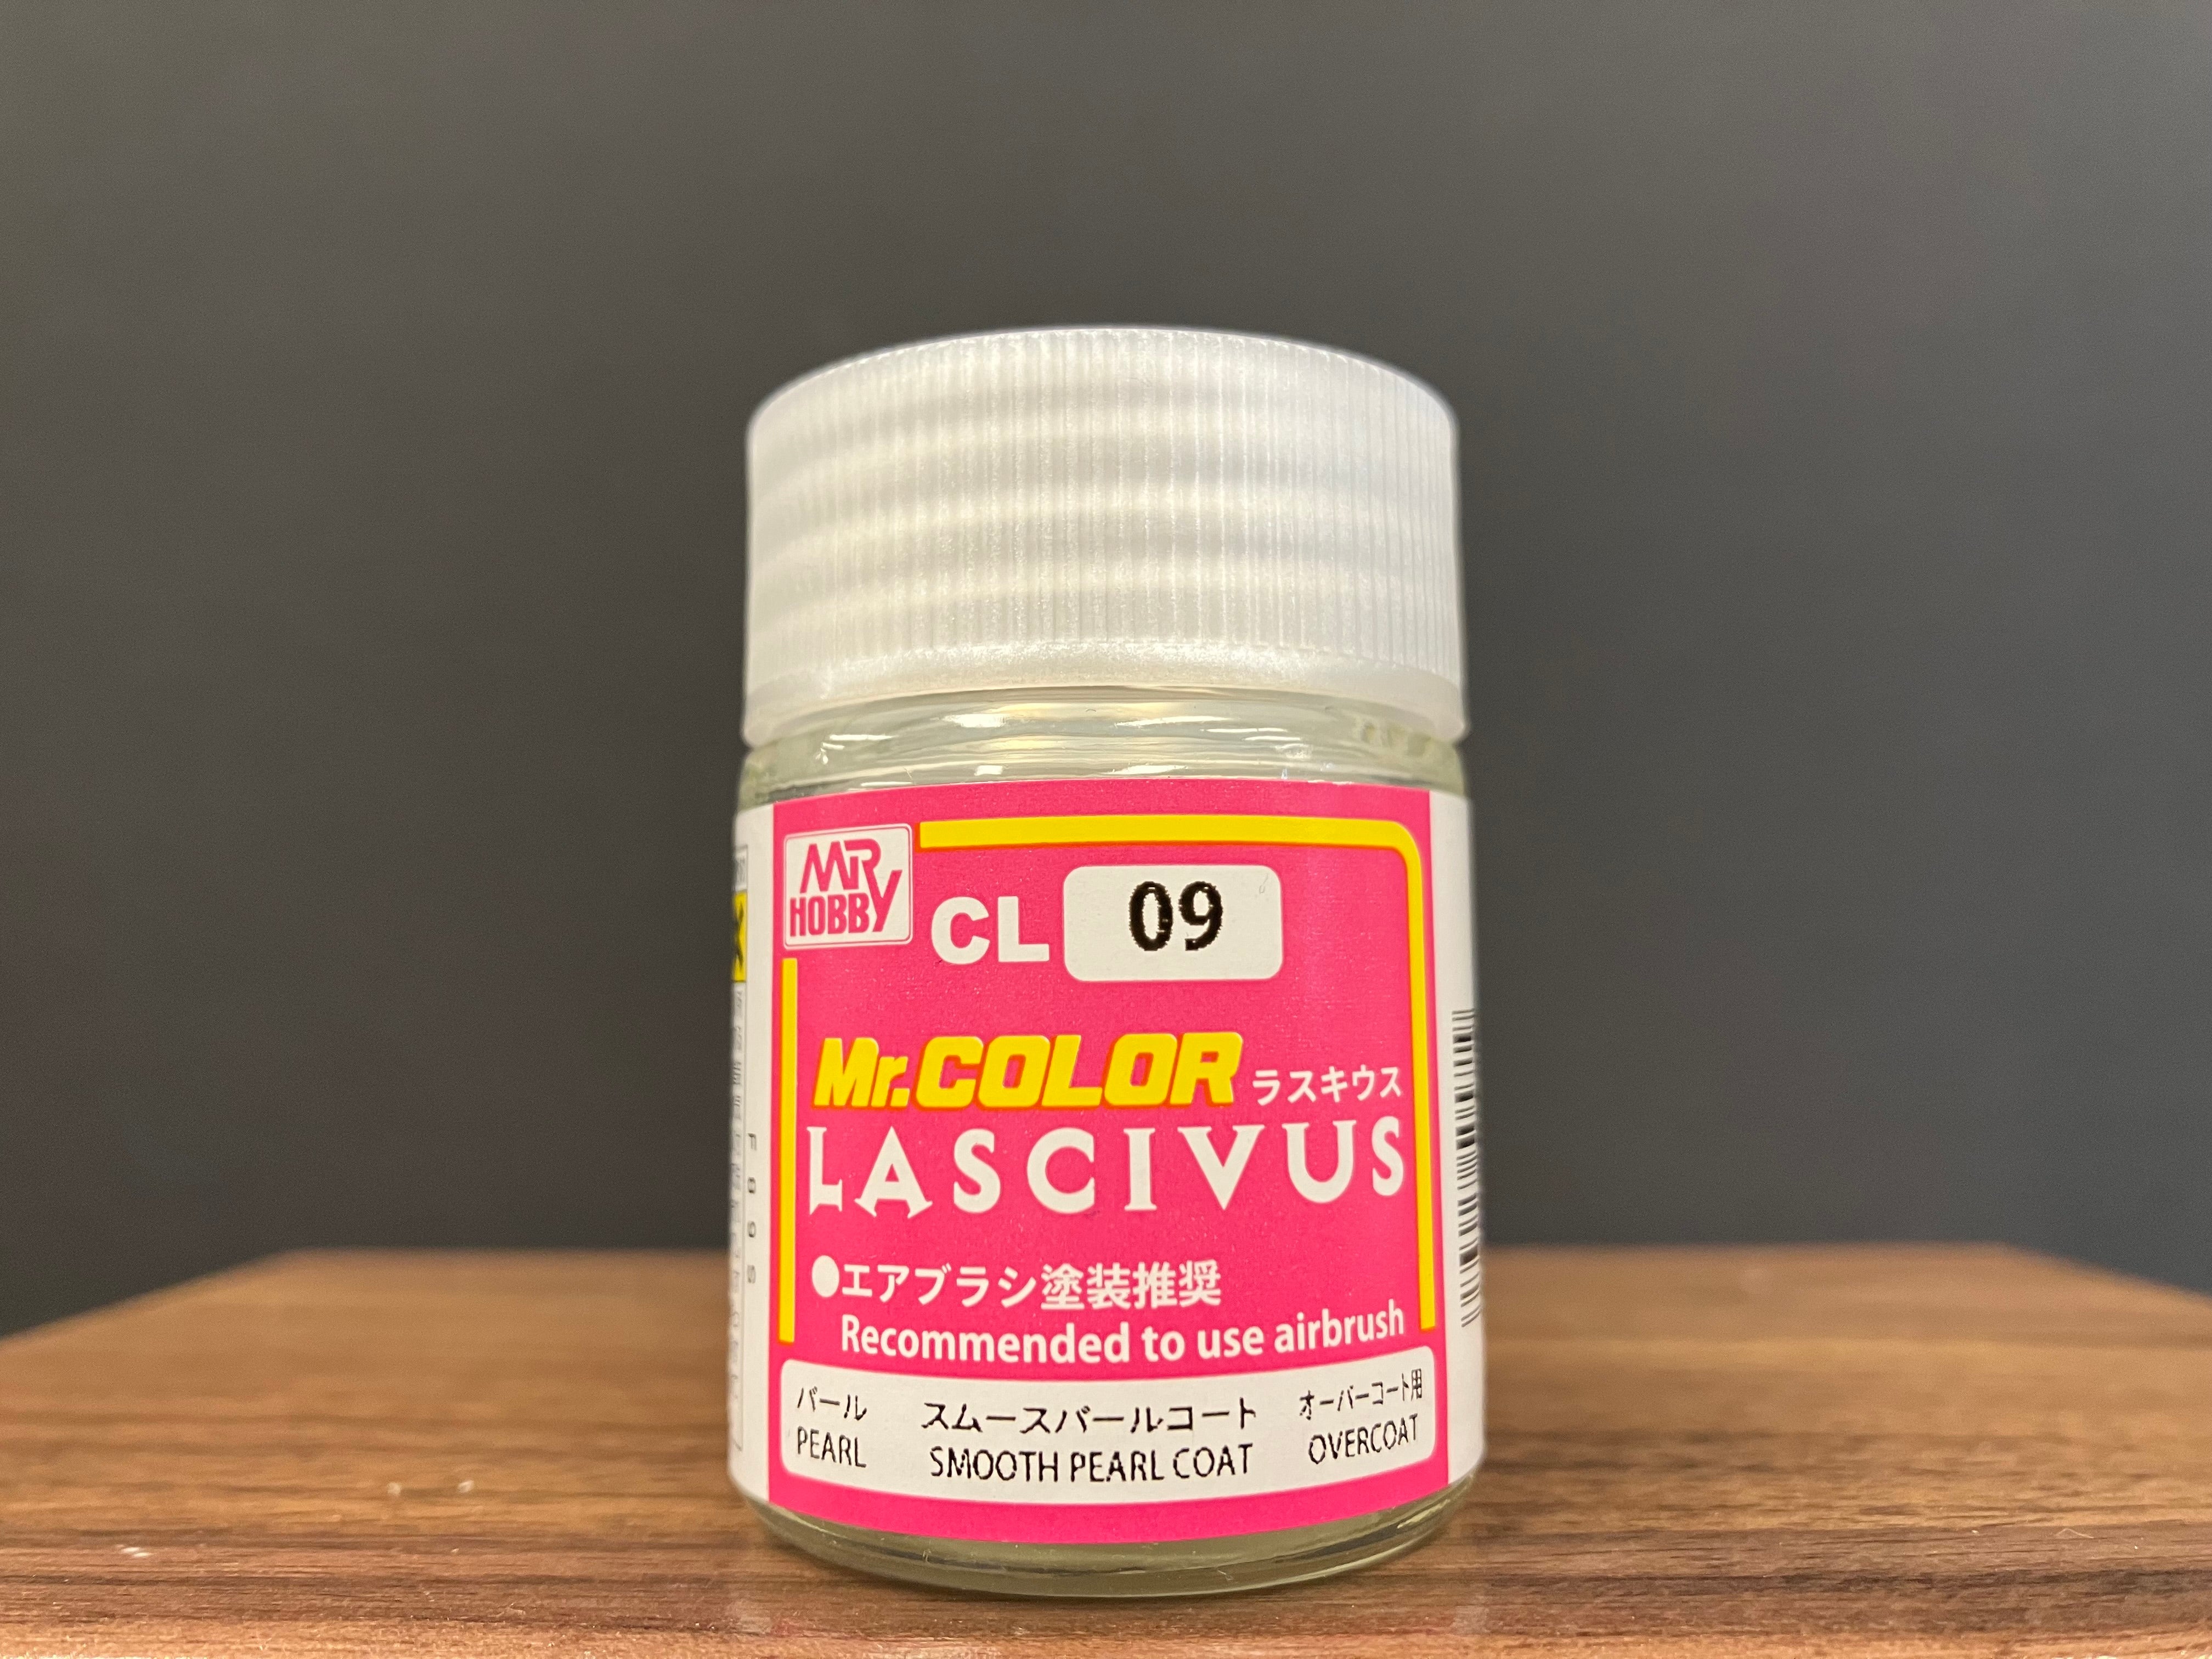 MR HOBBY
CL 09
Mr.COLOR ラスキウス
LASCIVUS
●エアブラシ塗装推奨
Recommended to use airbrush
パール スムースパールコート オーバーコート用
PEARL SMOOTH PEARL COAT OVERCOAT